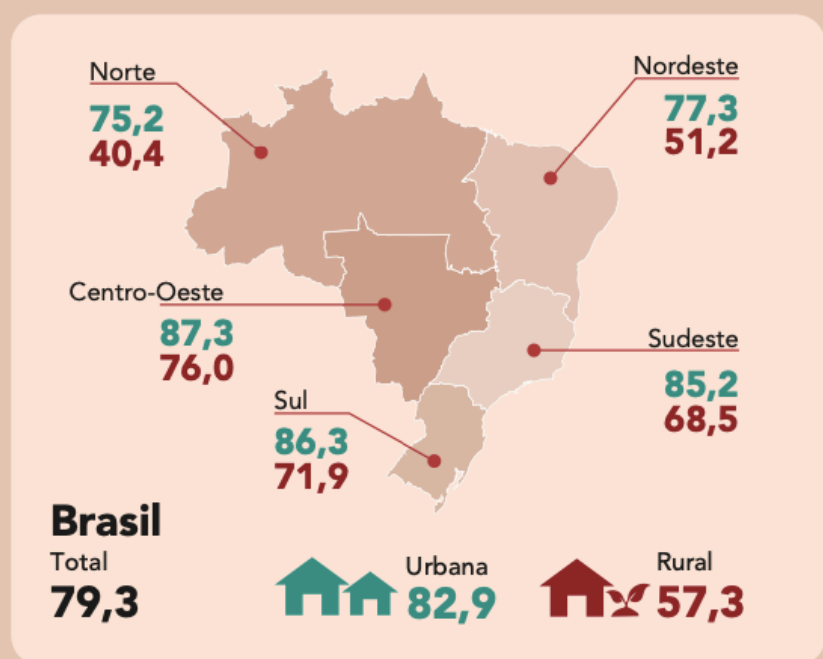 Norte
75,2
40,4
Nordeste
77,3
51,2
Centro-Oeste
87,3
76,0
Sudeste
85,2
68,5
Sul
86,3
71,9
Brasil
Total
79,3
Urbana
82,9
Rural
57,3